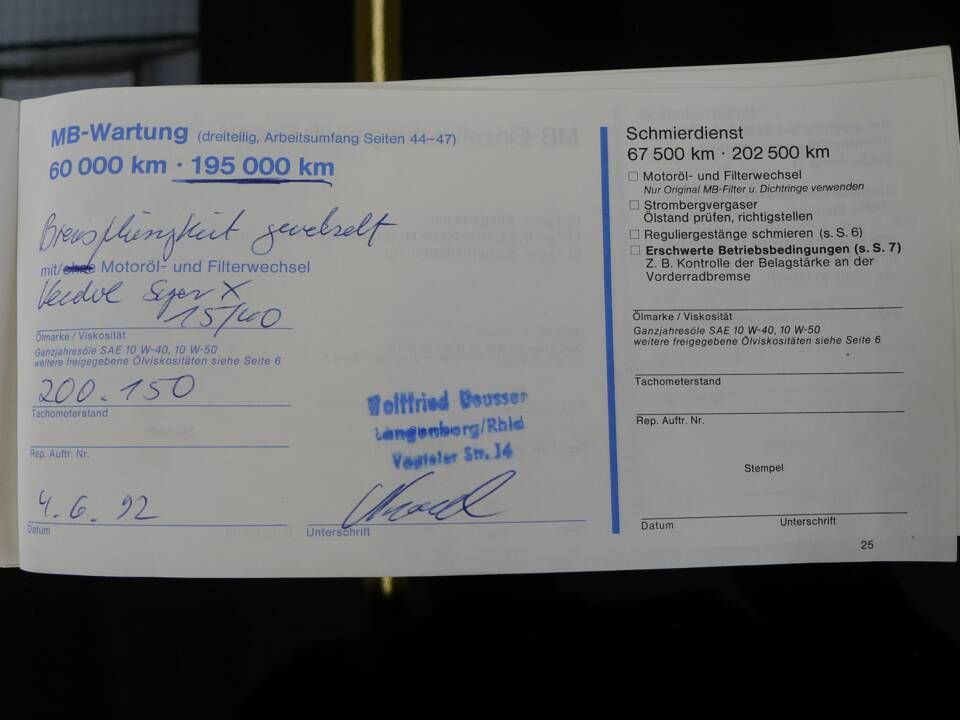 MB-Wartung (dreiteilig, Arbeitsumfang Seiten 44–47)
60 000 km · 195 000 km
Bremsflüssigkeit gewechselt
mit/ohne Motoröl- und Filterwechsel
15/40
Ölmarke / Viskosität
Ganzjahresöle SAE 10 W-40, 10 W-50
weitere freigegebene Ölviskositäten siehe Seite 6
200.150
Tachometerstand
Rep. Auftr. Nr.
Wolffried
Langenberg/Rhld
Str. 14
4. 6. 92
Datum
Unterschrift
Schmierdienst
67 500 km · 202 500 km
Motoröl- und Filterwechsel
Nur Original MB-Filter u. Dichtringe verwenden
Strombergvergaser
Ölstand prüfen, richtigstellen
Reguliergestänge schmieren (s. S. 6)
Erschwerte Betriebsbedingungen (s. S. 7)
Z. B. Kontrolle der Belagstärke an der
Vorderradbremse
Ölmarke / Viskosität
Ganzjahresöle SAE 10 W-40, 10 W-50
weitere freigegebene Ölviskositäten siehe Seite 6
Tachometerstand
Rep. Auftr. Nr.
Stempel
Datum
Unterschrift
25